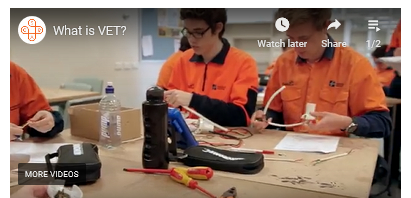 What is VET?
Watch later
Share
1/2
MORE VIDEOS